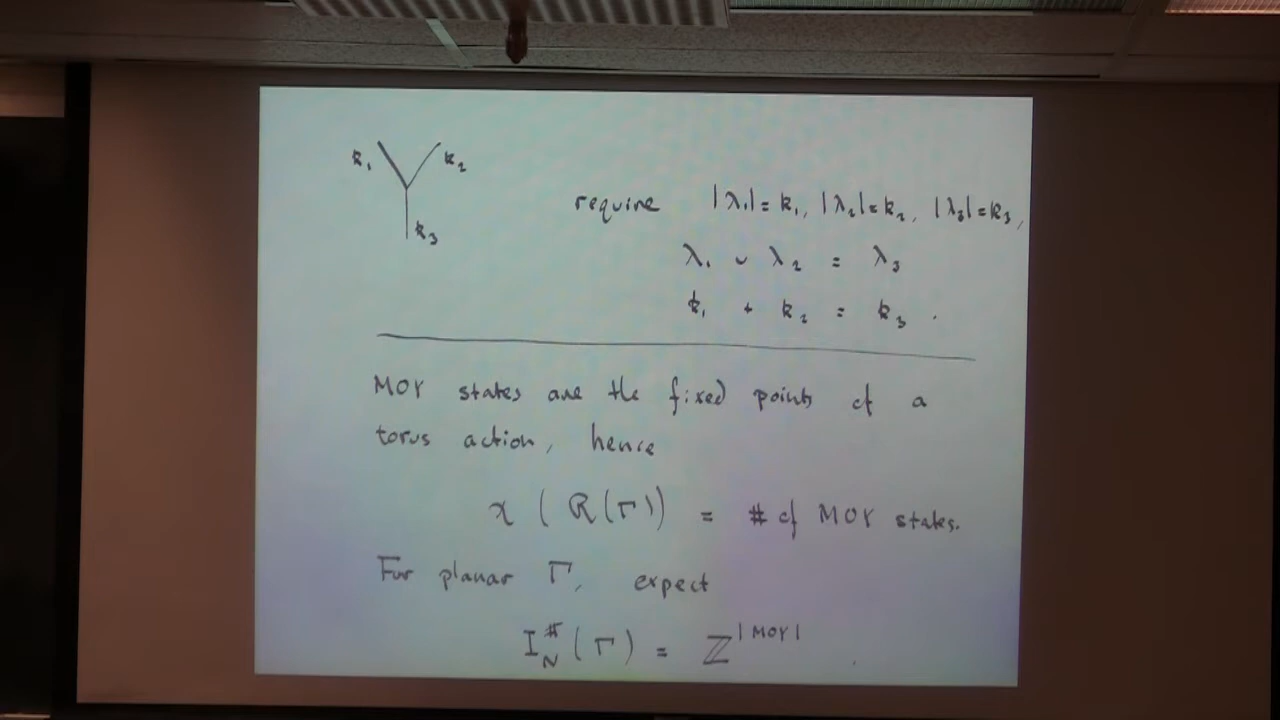 k₁ k₂
k₃
require |λ₁| = k₁, |λ₂| = k₂, |λ₃| = k₃,
λ₁ ∪ λ₂ = λ₃
k₁ + k₂ = k₃.
MOY states are the fixed points of a
torus action, hence
χ(R(Γ)) = # of MOY states.
For planar Γ, expect
I_N^#(Γ) = ℤ^|MOY|